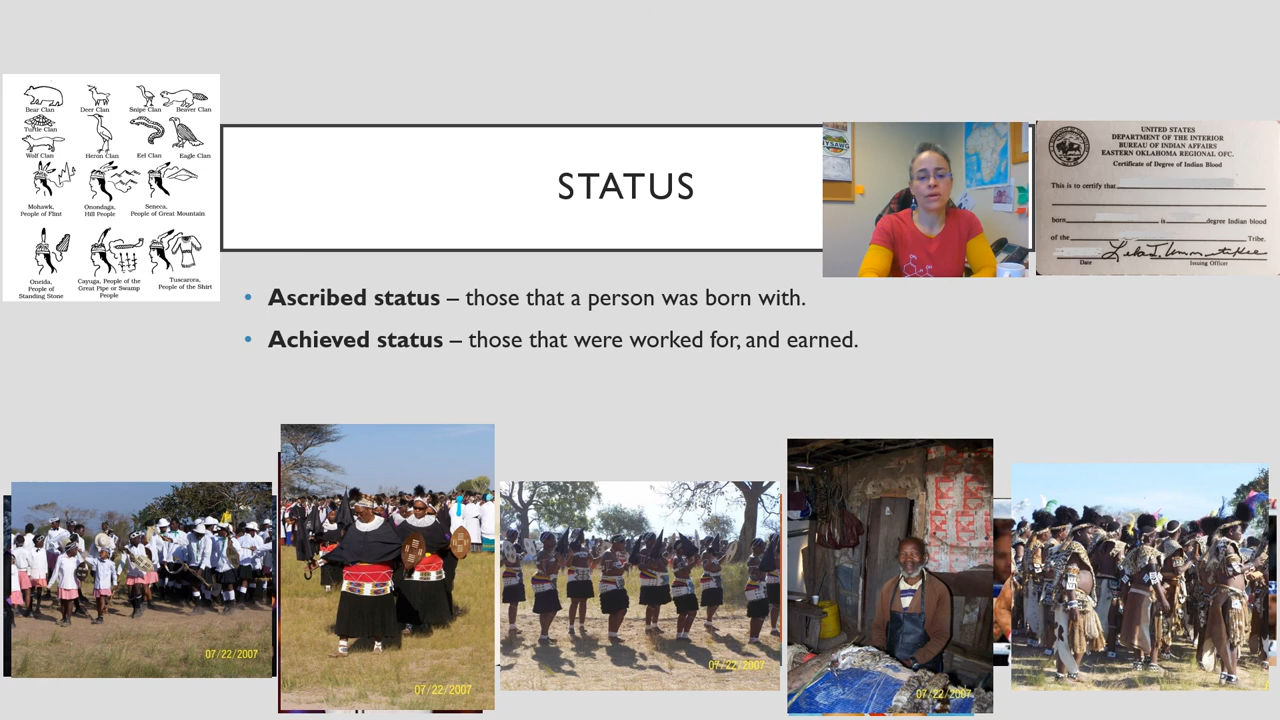 Bear Clan
Deer Clan
Snipe Clan
Beaver Clan
Turtle Clan
Wolf Clan
Heron Clan
Eel Clan
Eagle Clan
Mohawk,
People of Flint
Onondaga,
Hill People
Seneca,
People of Great Mountain
Oneida,
People of
Standing Stone
Cayuga, People of the
Great Pipe or Swamp
People
Tuscarora,
People of the Shirt
STATUS
UNITED STATES
DEPARTMENT OF THE INTERIOR
BUREAU OF INDIAN AFFAIRS
EASTERN OKLAHOMA REGIONAL OFC.
Certificate of Degree of Indian Blood
This is to certify that
born is degree Indian blood
of the Tribe.
Date Issuing Officer
• Ascribed status – those that a person was born with.
• Achieved status – those that were worked for, and earned.
07/22/2007
07/22/2007
07/22/2007
07/22/2007